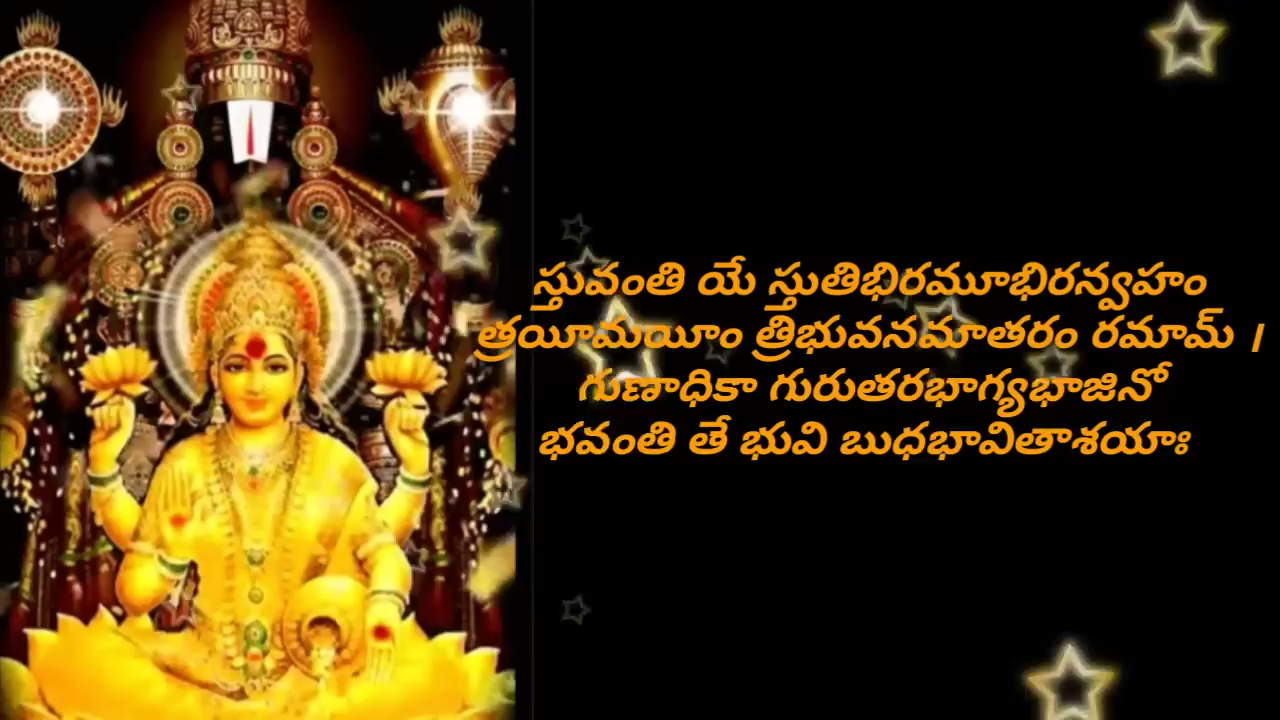 స్తువంతి యే స్తుతిభిరమూభిరన్వహం
త్రయీమయీం త్రిభువనమాతరం రమామ్ ।
గుణాధికా గురుతరభాగ్యభాజినో
భవంతి తే భువి బుధభావితాశయాః